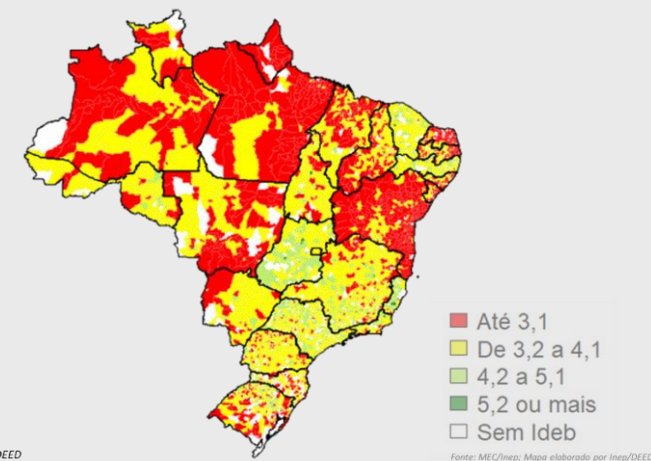 Até 3,1
De 3,2 a 4,1
4,2 a 5,1
5,2 ou mais
Sem Ideb
DEED
Fonte: MEC/Inep; Mapa elaborado por Inep/DEED